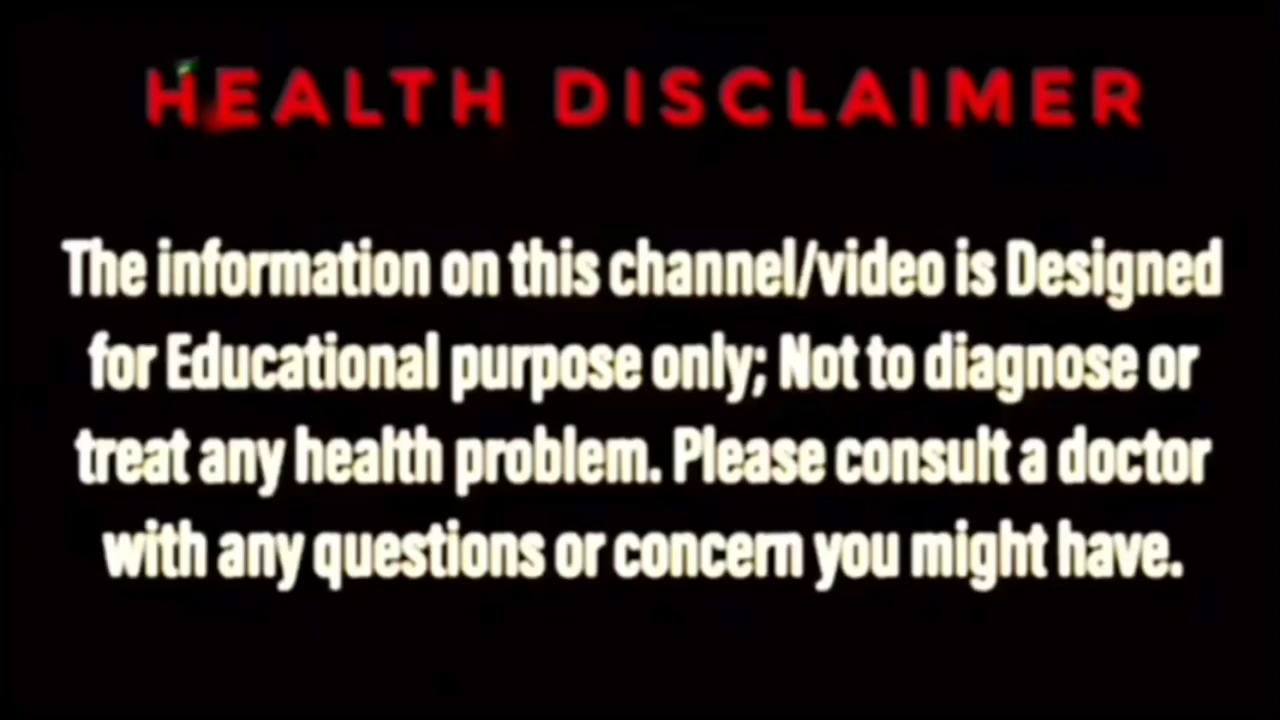 HEALTH DISCLAIMER
The information on this channel/video is Designed
for Educational purpose only; Not to diagnose or
treat any health problem. Please consult a doctor
with any questions or concern you might have.